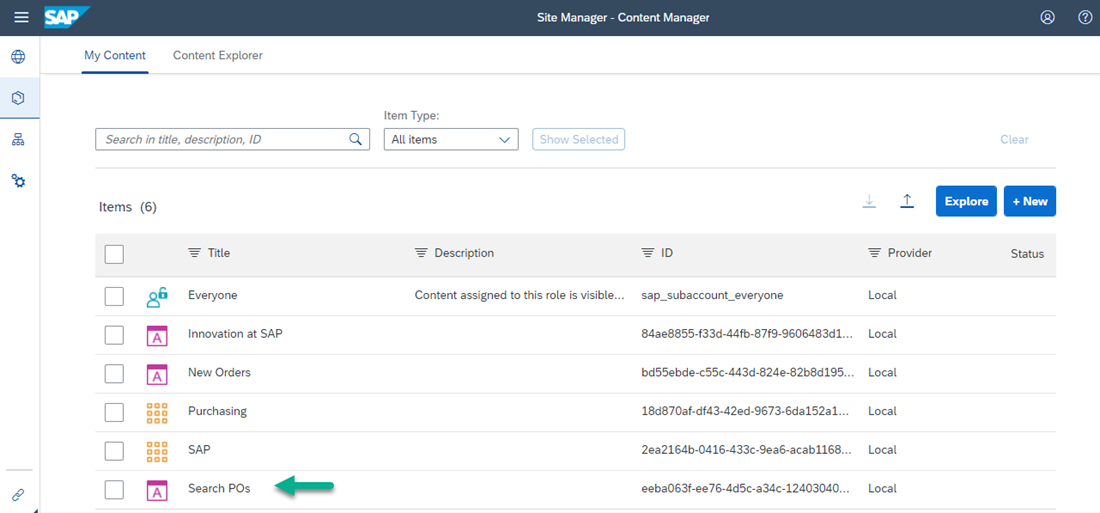 SAP Site Manager - Content Manager
My Content Content Explorer
Item Type:
Search in title, description, ID All items Show Selected Clear
Items (6) Explore + New
Title Description ID Provider Status
Everyone Content assigned to this role is visible... sap_subaccount_everyone Local
A Innovation at SAP 84ae8855-f33d-44fb-87f9-9606483d1... Local
A New Orders bd55ebde-c55c-443d-824e-82b8d195... Local
Purchasing 18d870af-df43-42ed-9673-6da152a1... Local
SAP 2ea2164b-0416-433c-9ea6-acab1168... Local
A Search POs eeba063f-ee76-4d5c-a34c-12403040... Local